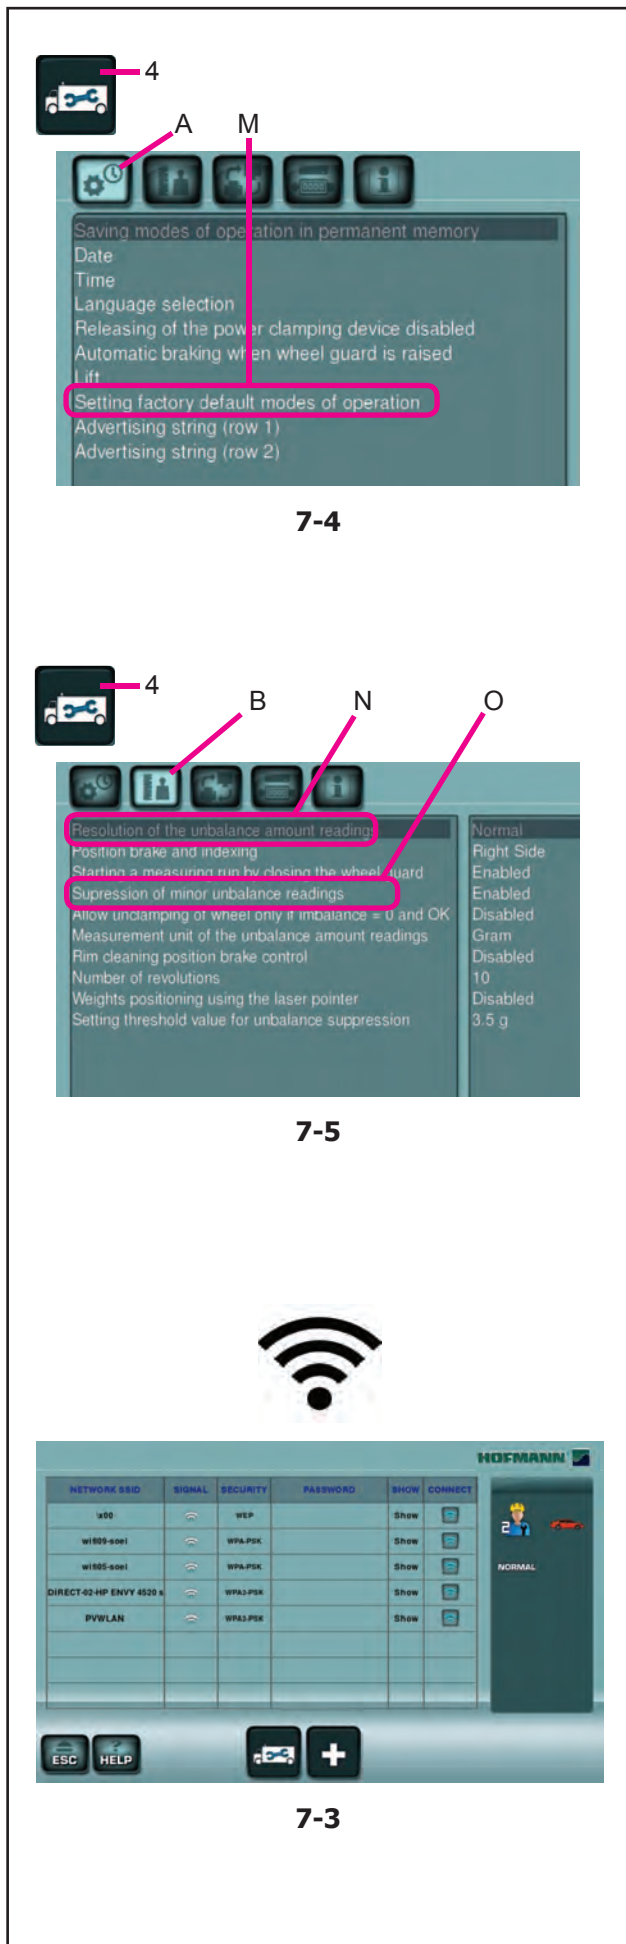 4
A M
Saving modes of operation in permanent memory
Date
Time
Language selection
Releasing of the power clamping device disabled
Automatic braking when wheel guard is raised
Lift
Setting factory default modes of operation
Advertising string (row 1)
Advertising string (row 2)
7-4
4
B N O
Resolution of the unbalance amount readings Normal
Position brake and indexing Right Side
Starting a measuring run by closing the wheel guard Enabled
Supression of minor unbalance readings Enabled
Allow unclamping of wheel only if imbalance = 0 and OK Disabled
Measurement unit of the unbalance amount readings Gram
Rim cleaning position brake control Disabled
Number of revolutions 10
Weights positioning using the laser pointer Disabled
Setting threshold value for unbalance suppression 3.5 g
7-5
HOFMANN
NETWORK SSID SIGNAL SECURITY PASSWORD SHOW CONNECT
\x00 WEP Show
wifi09-soei WPA-PSK Show
wifi05-soei WPA-PSK Show
DIRECT-02-HP ENVY 4520 s WPA2-PSK Show
PVWLAN WPA2-PSK Show
2
NORMAL
ESC ? HELP
7-3